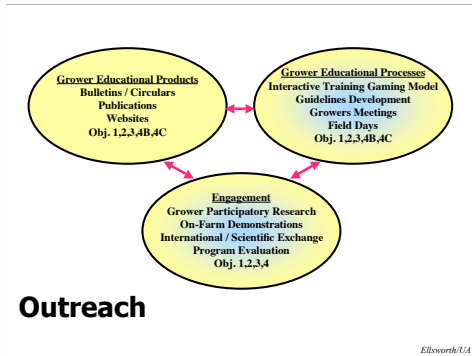 Grower Educational Products
Bulletins / Circulars
Publications
Websites
Obj. 1,2,3,4B,4C
Grower Educational Processes
Interactive Training Gaming Model
Guidelines Development
Growers Meetings
Field Days
Obj. 1,2,3,4B,4C
Engagement
Grower Participatory Research
On-Farm Demonstrations
International / Scientific Exchange
Program Evaluation
Obj. 1,2,3,4
Outreach
Ellsworth/UA